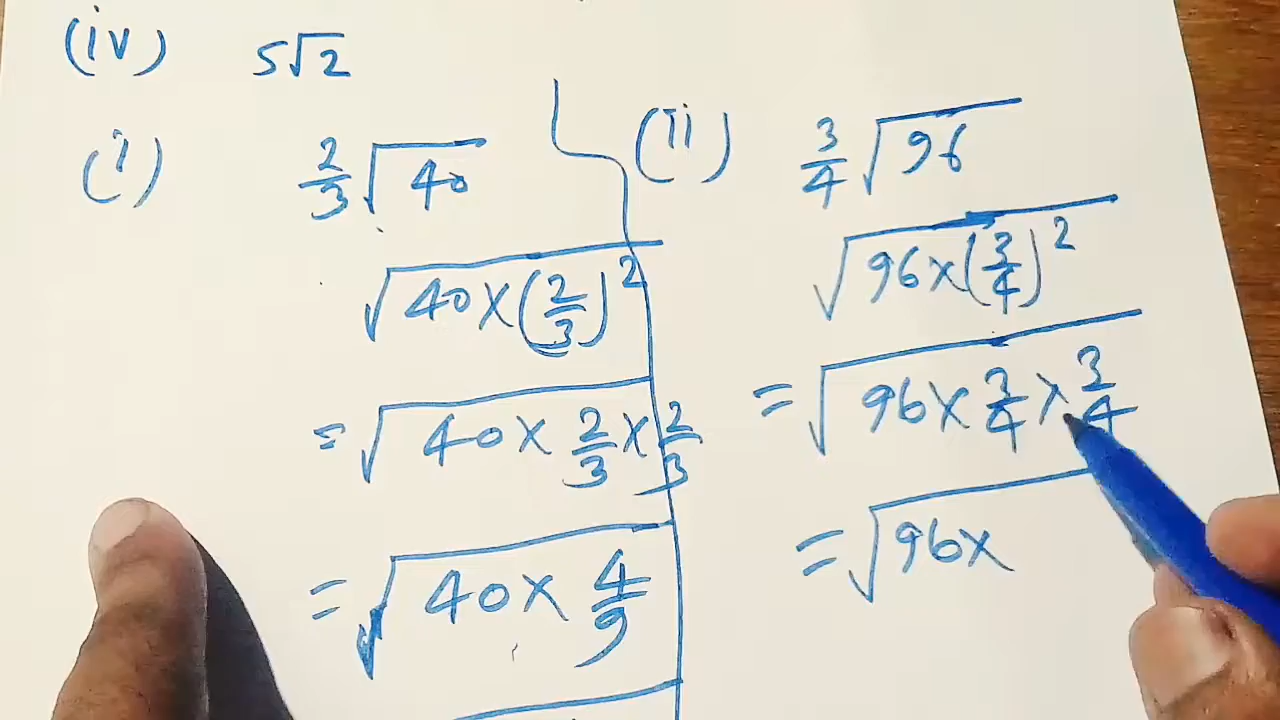 (iv) 5√2
(i) 2/3 √40
√40×(2/3)²
= √40 × 2/3 × 2/3
= √40 × 4/9
(ii) 3/4 √96
√96×(3/4)²
= √96 × 3/4 × 3/4
= √96×